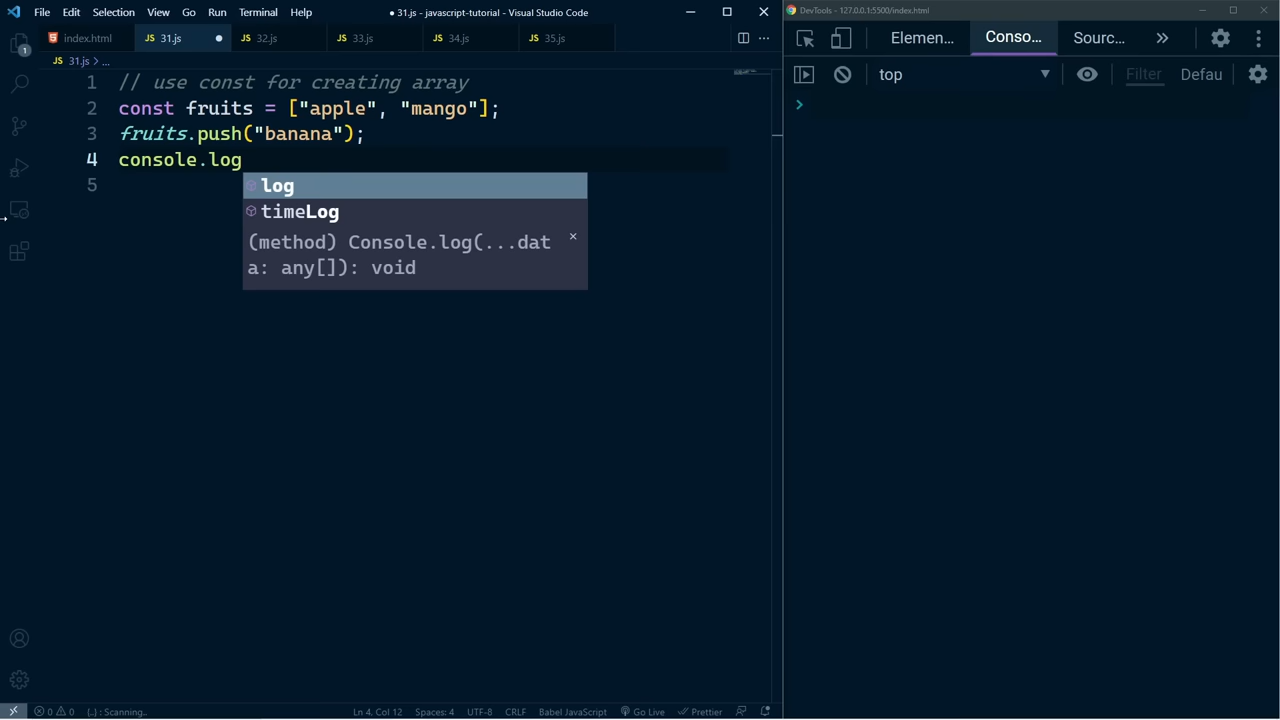 File Edit Selection View Go Run Terminal Help
● 31.js - javascript-tutorial - Visual Studio Code
DevTools - 127.0.0.1:5500/index.html
1
index.html
JS 31.js
JS 32.js
JS 33.js
JS 34.js
JS 35.js
Elemen...
Conso...
Sourc...
JS 31.js > ...
top
Filter
Defau
1 // use const for creating array
2 const fruits = ["apple", "mango"];
3 fruits.push("banana");
4 console.log
5
log
timeLog
(method) Console.log(...dat
a: any[]): void
0 0 {..} : Scanning..
Ln 4, Col 12
Spaces: 4
UTF-8
CRLF
Babel JavaScript
Go Live
Prettier